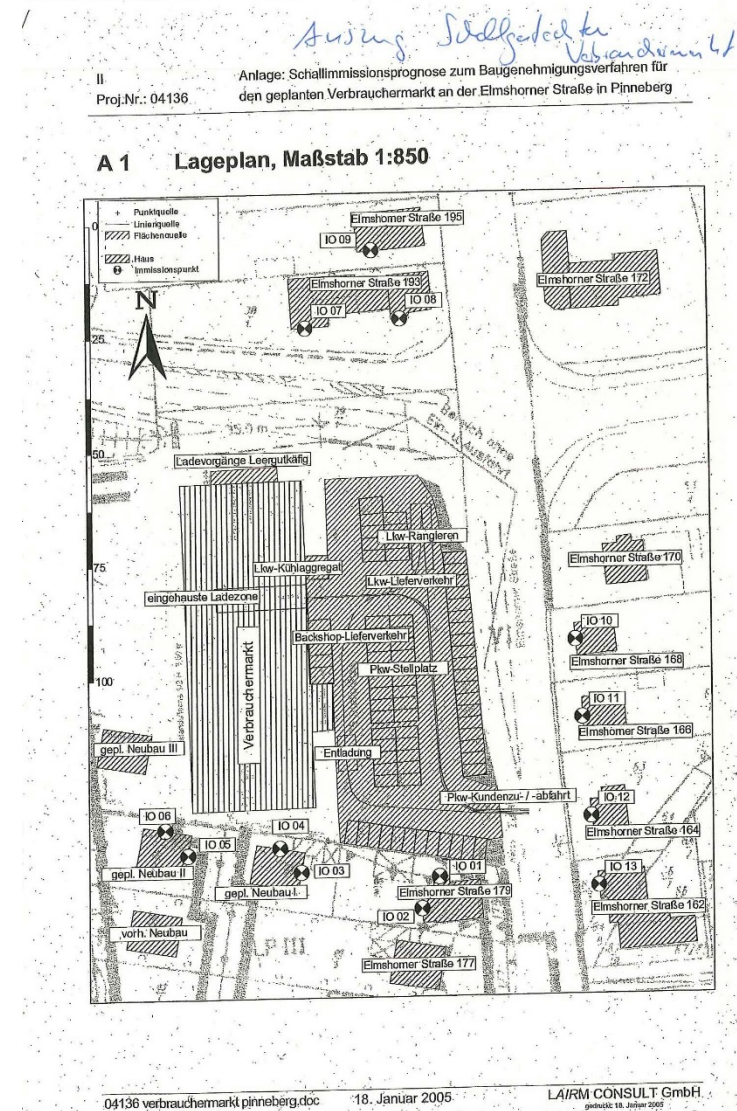 Auszug
II
Anlage: Schallimmissionsprognose zum Baugenehmigungsverfahren für
Proj.Nr.: 04136
den geplanten Verbrauchermarkt an der Elmshorner Straße in Pinneberg
A 1 Lageplan, Maßstab 1:850
Punktquelle
Linienquelle
Flächenquelle
Haus
Immissionspunkt
N
0
25
50
75
100
Elmshorner Straße 195
IO 09
Elmshorner Straße 172
Elmshorner Straße 193
IO 08
IO 07
Bereich ohne
Ein- u. Ausfahrt
Ladevorgänge Leergutkäfig
Lkw-Rangieren
Elmshorner Straße 170
Lkw-Kühlaggregat
Lkw-Lieferverkehr
eingehauste Ladezone
IO 10
Backshop-Lieferverkehr
Elmshorner Straße 168
Pkw-Stellplatz
Verbrauchermarkt
IO 11
Elmshorner Straße 166
gepl. Neubau III
Entladung
Pkw-Kundenzu- / -abfahrt
IO 12
IO 06
IO 04
Elmshorner Straße 164
IO 05
IO 03
IO 01
IO 13
gepl. Neubau II
gepl. Neubau I
Elmshorner Straße 179
IO 02
Elmshorner Straße 162
vorh. Neubau
Elmshorner Straße 177
04136 verbrauchermarkt pinneberg.doc 18. Januar 2005 LAIRM CONSULT GmbH
gedruckt: 18. Januar 2005